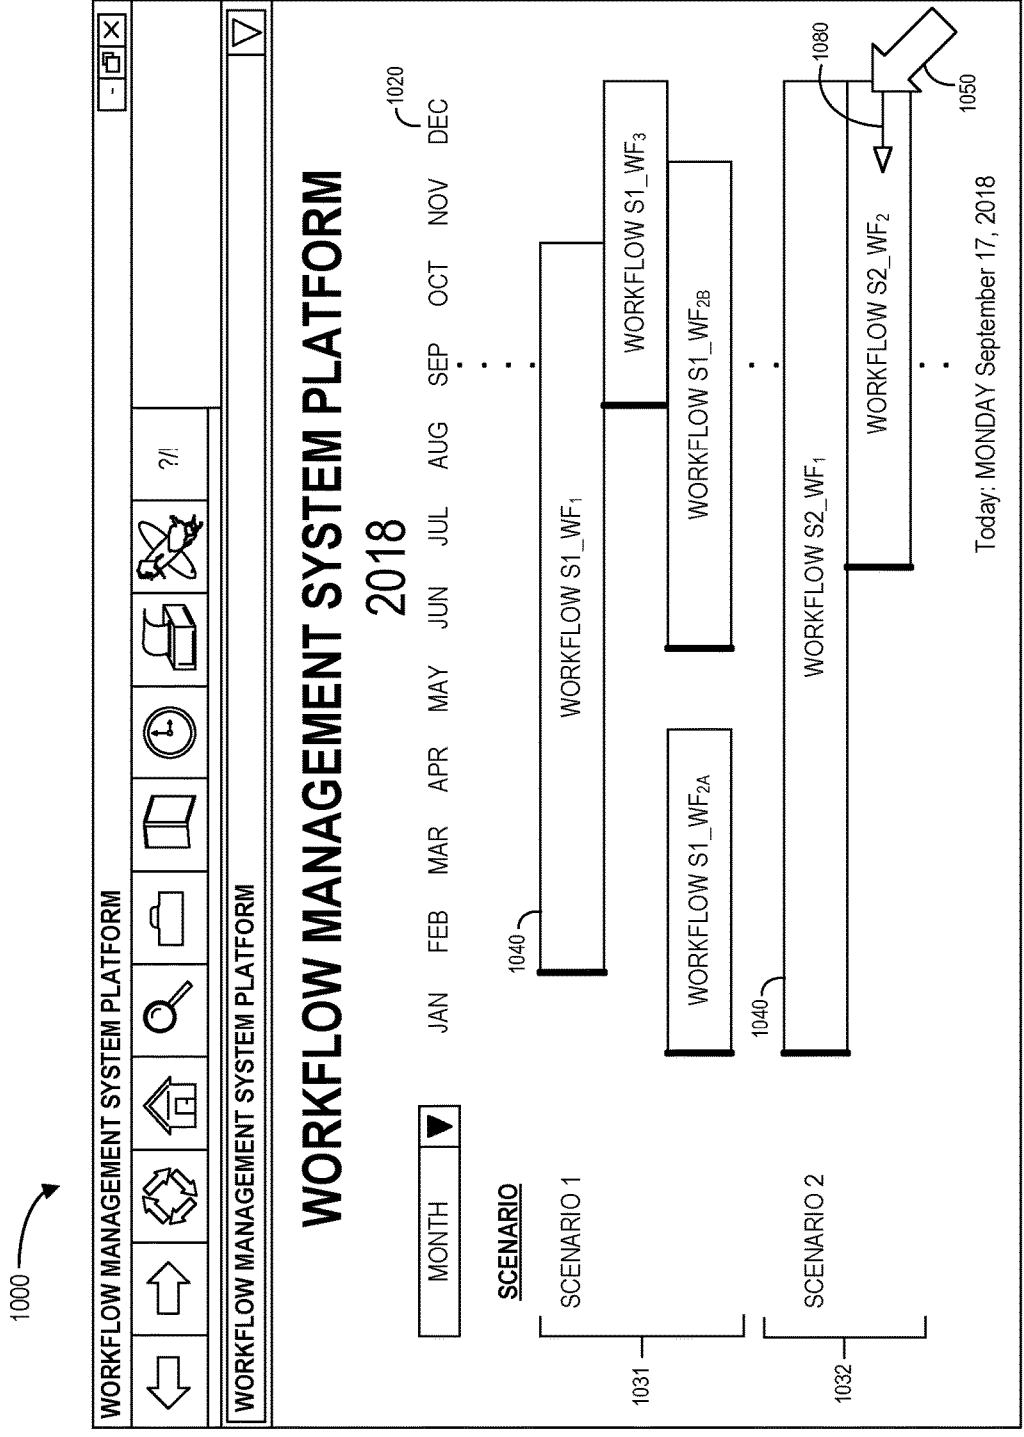 1000
WORKFLOW MANAGEMENT SYSTEM PLATFORM
- X
?/!
WORKFLOW MANAGEMENT SYSTEM PLATFORM
WORKFLOW MANAGEMENT SYSTEM PLATFORM
2018
1020
MONTH JAN FEB MAR APR MAY JUN JUL AUG SEP OCT NOV DEC
SCENARIO
1040
1031
SCENARIO 1
WORKFLOW S1_WF1
WORKFLOW S1_WF3
WORKFLOW S1_WF2A WORKFLOW S1_WF2B
1040
1032
SCENARIO 2
WORKFLOW S2_WF1
1080
WORKFLOW S2_WF2
1050
Today: MONDAY September 17, 2018